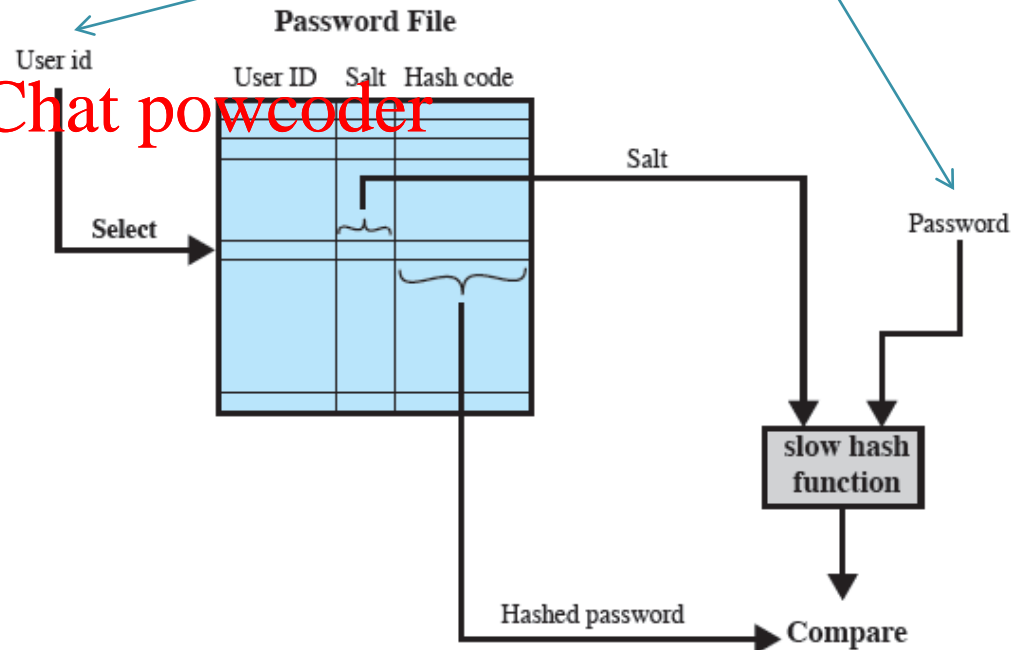 Password File
User id
User ID Salt Hash code
Chat powcoder
Salt
Select
Password
slow hash
function
Hashed password
Compare